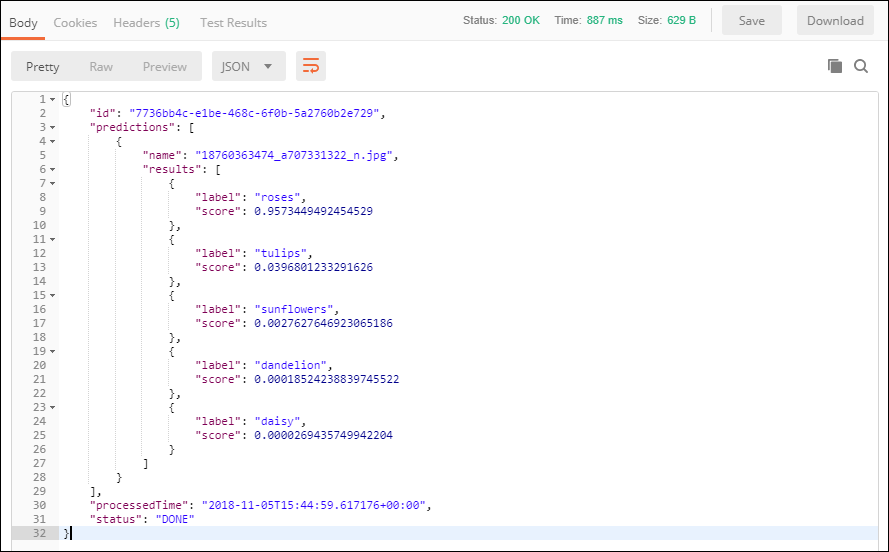 Body Cookies Headers (5) Test Results Status: 200 OK Time: 887 ms Size: 629 B Save Download
Pretty Raw Preview JSON
1 {
2 "id": "7736bb4c-e1be-468c-6f0b-5a2760b2e729",
3 "predictions": [
4 {
5 "name": "18760363474_a707331322_n.jpg",
6 "results": [
7 {
8 "label": "roses",
9 "score": 0.9573449492454529
10 },
11 {
12 "label": "tulips",
13 "score": 0.0396801233291626
14 },
15 {
16 "label": "sunflowers",
17 "score": 0.0027627646923065186
18 },
19 {
20 "label": "dandelion",
21 "score": 0.00018524238839745522
22 },
23 {
24 "label": "daisy",
25 "score": 0.0000269435749942204
26 }
27 ]
28 }
29 ],
30 "processedTime": "2018-11-05T15:44:59.617176+00:00",
31 "status": "DONE"
32 }